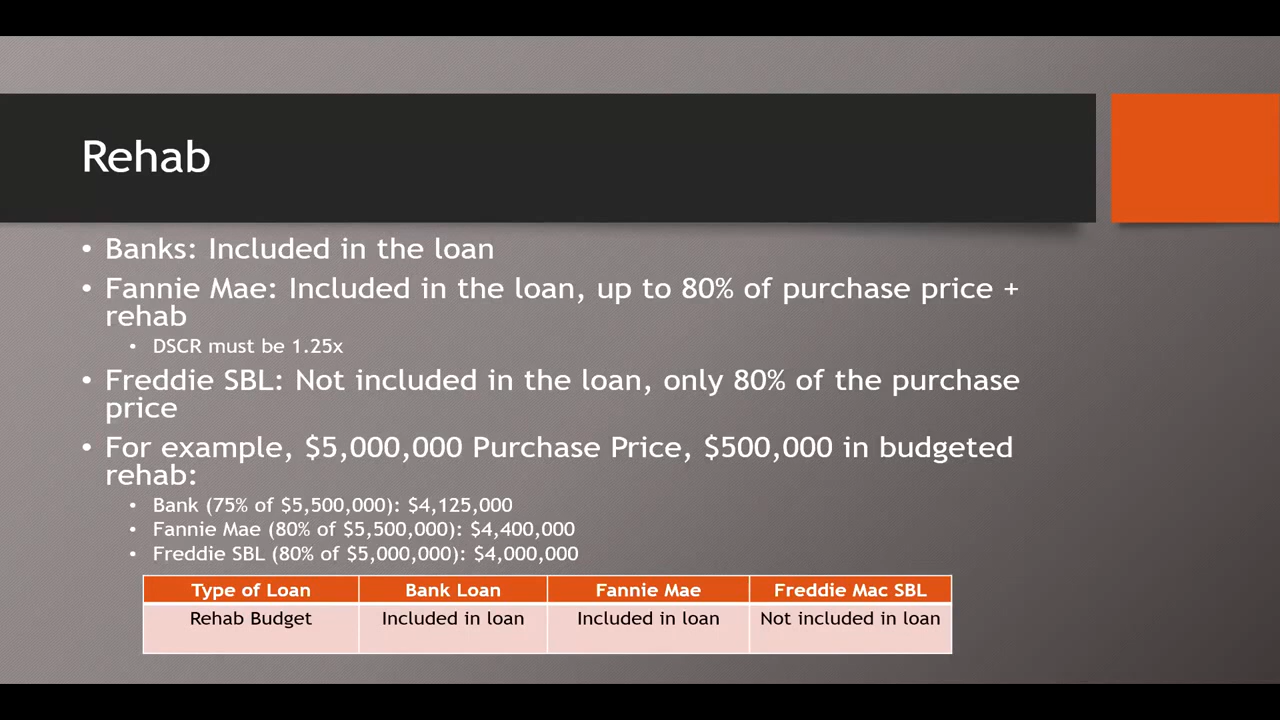 Rehab
• Banks: Included in the loan
• Fannie Mae: Included in the loan, up to 80% of purchase price +
rehab
• DSCR must be 1.25x
• Freddie SBL: Not included in the loan, only 80% of the purchase
price
• For example, $5,000,000 Purchase Price, $500,000 in budgeted
rehab:
• Bank (75% of $5,500,000): $4,125,000
• Fannie Mae (80% of $5,500,000): $4,400,000
• Freddie SBL (80% of $5,000,000): $4,000,000
Type of Loan Bank Loan Fannie Mae Freddie Mac SBL
Rehab Budget Included in loan Included in loan Not included in loan